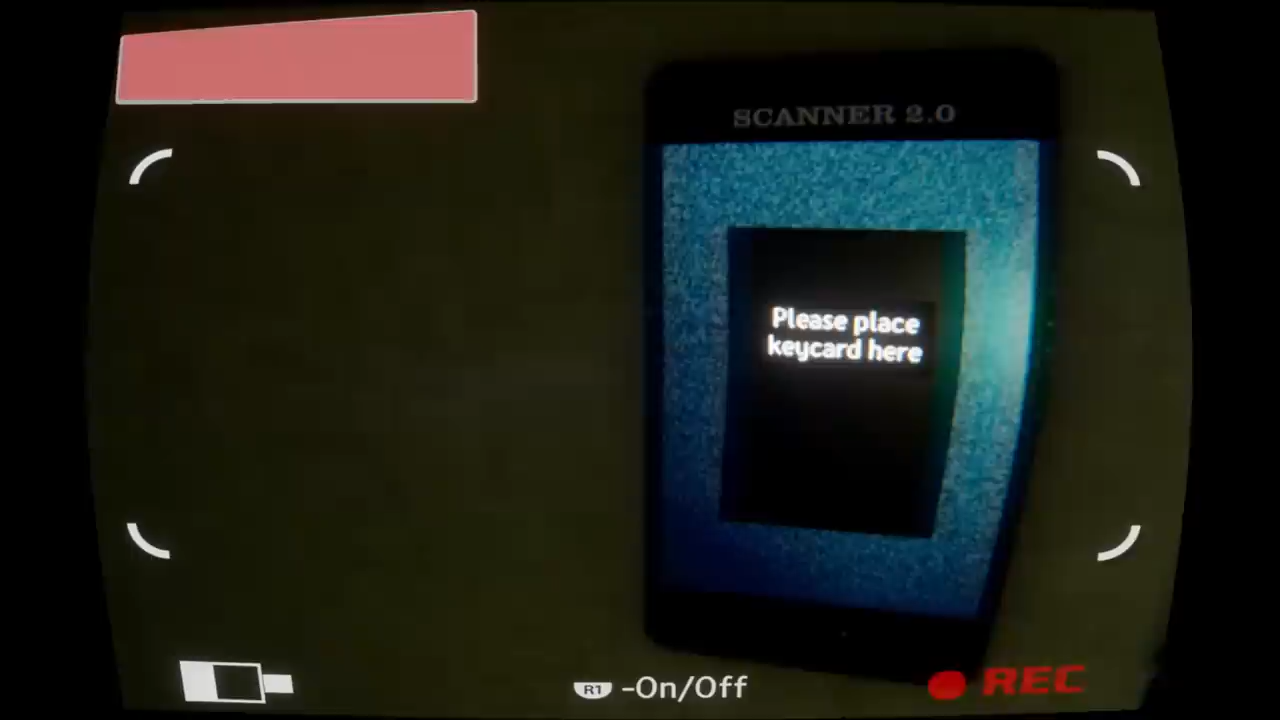 SCANNER 2.0
Please place
keycard here
R1 -On/Off
REC